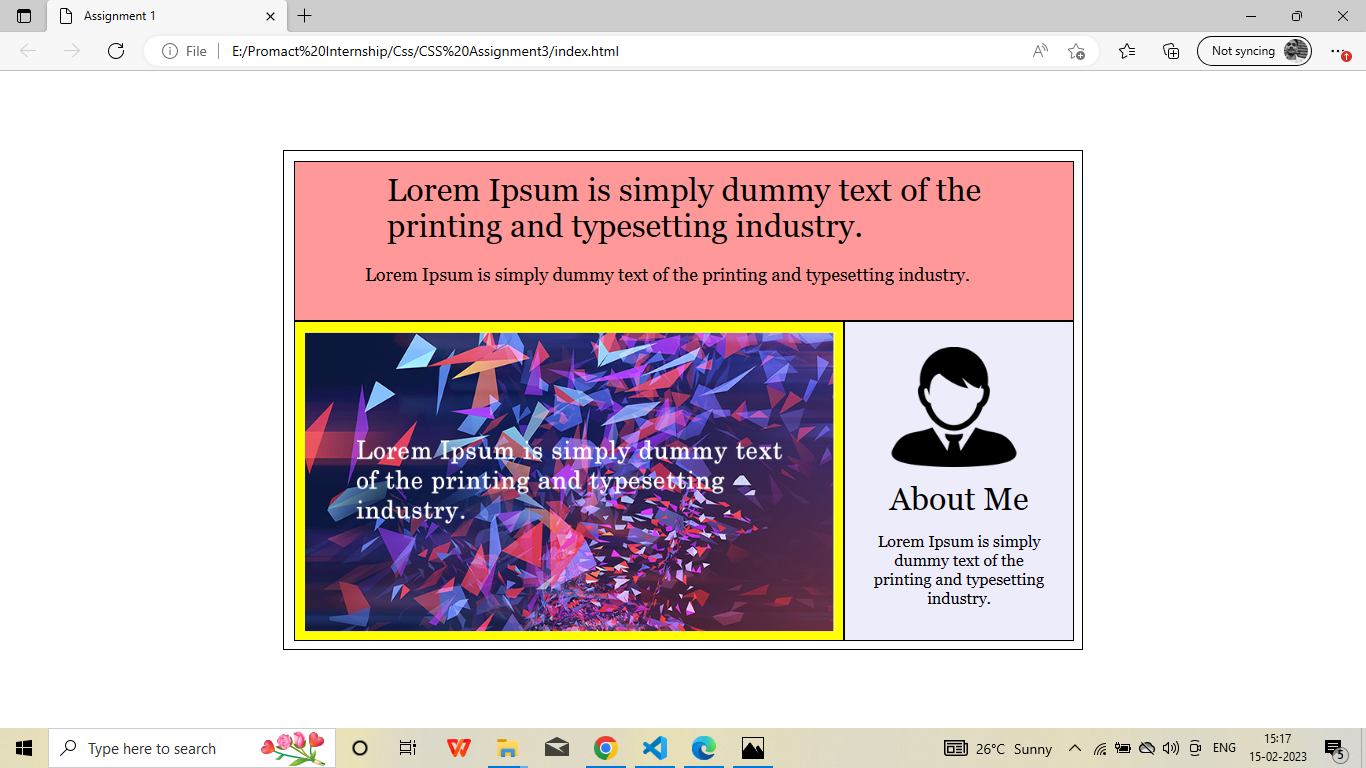 Assignment 1
File
E:/Promact%20Internship/Css/CSS%20Assignment3/index.html
Not syncing
Lorem Ipsum is simply dummy text of the
printing and typesetting industry.
Lorem Ipsum is simply dummy text of the printing and typesetting industry.
Lorem Ipsum is simply dummy text
of the printing and typesetting
industry.
About Me
Lorem Ipsum is simply
dummy text of the
printing and typesetting
industry.
Type here to search
26°C Sunny
ENG
15:17
15-02-2023
5